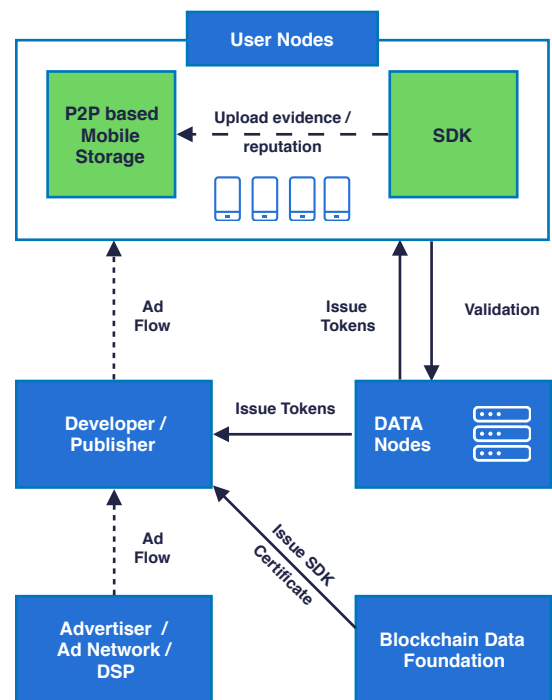 User Nodes
P2P based
Mobile
Storage
Upload evidence /
reputation
SDK
Ad
Flow
Issue
Tokens
Validation
Developer /
Publisher
Issue Tokens
DATA
Nodes
Ad
Flow
Issue SDK
Certificate
Advertiser /
Ad Network /
DSP
Blockchain Data
Foundation